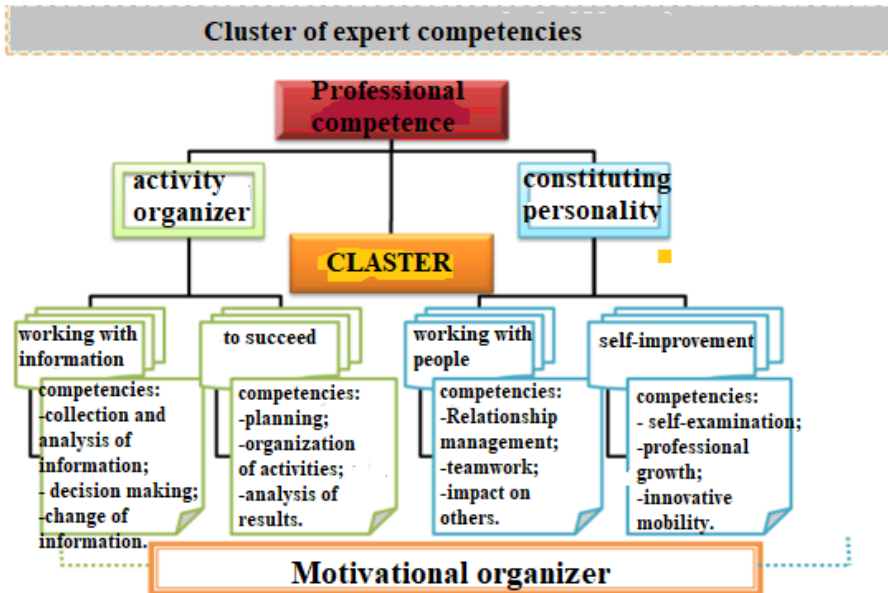 Cluster of expert competencies
Professional
competence
activity
organizer
constituting
personality
CLASTER
working with
information
to succeed
working with
people
self-improvement
competencies:
-collection and
analysis of
information;
- decision making;
-change of
information.
competencies:
-planning;
-organization
of activities;
-analysis of
results.
competencies:
-Relationship
management;
-teamwork;
-impact on
others.
competencies:
- self-examination;
-professional
growth;
-innovative
mobility.
Motivational organizer